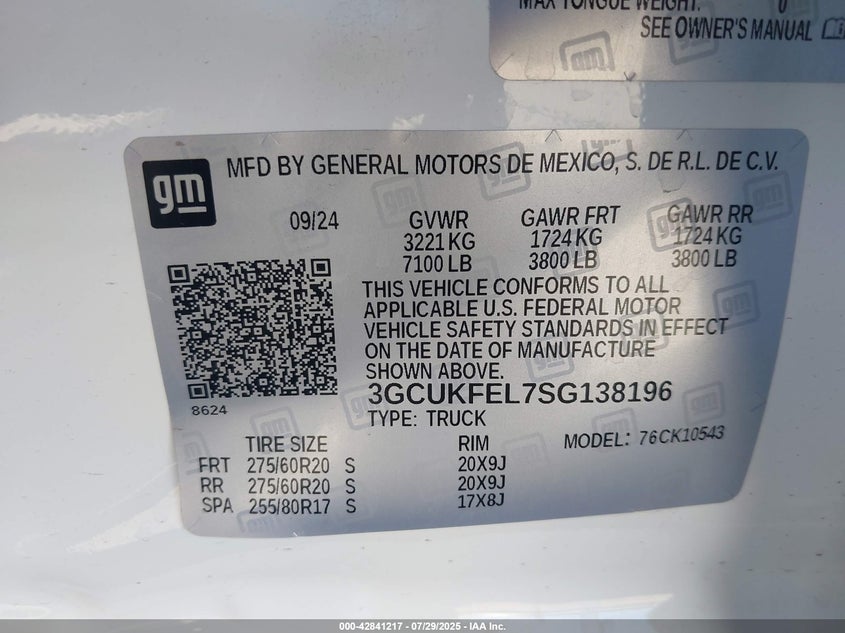 MAX TONGUE WEIGHT: 0
SEE OWNER'S MANUAL
gm
MFD BY GENERAL MOTORS DE MEXICO, S. DE R.L. DE C.V.
09/24 GVWR GAWR FRT GAWR RR
3221 KG 1724 KG 1724 KG
7100 LB 3800 LB 3800 LB
THIS VEHICLE CONFORMS TO ALL
APPLICABLE U.S. FEDERAL MOTOR
VEHICLE SAFETY STANDARDS IN EFFECT
ON THE DATE OF MANUFACTURE
SHOWN ABOVE.
3GCUKFEL7SG138196
8624
TYPE: TRUCK
TIRE SIZE RIM MODEL: 76CK10543
FRT 275/60R20 S 20X9J
RR 275/60R20 S 20X9J
SPA 255/80R17 S 17X8J
000-42841217 - 07/29/2025 - IAA Inc.